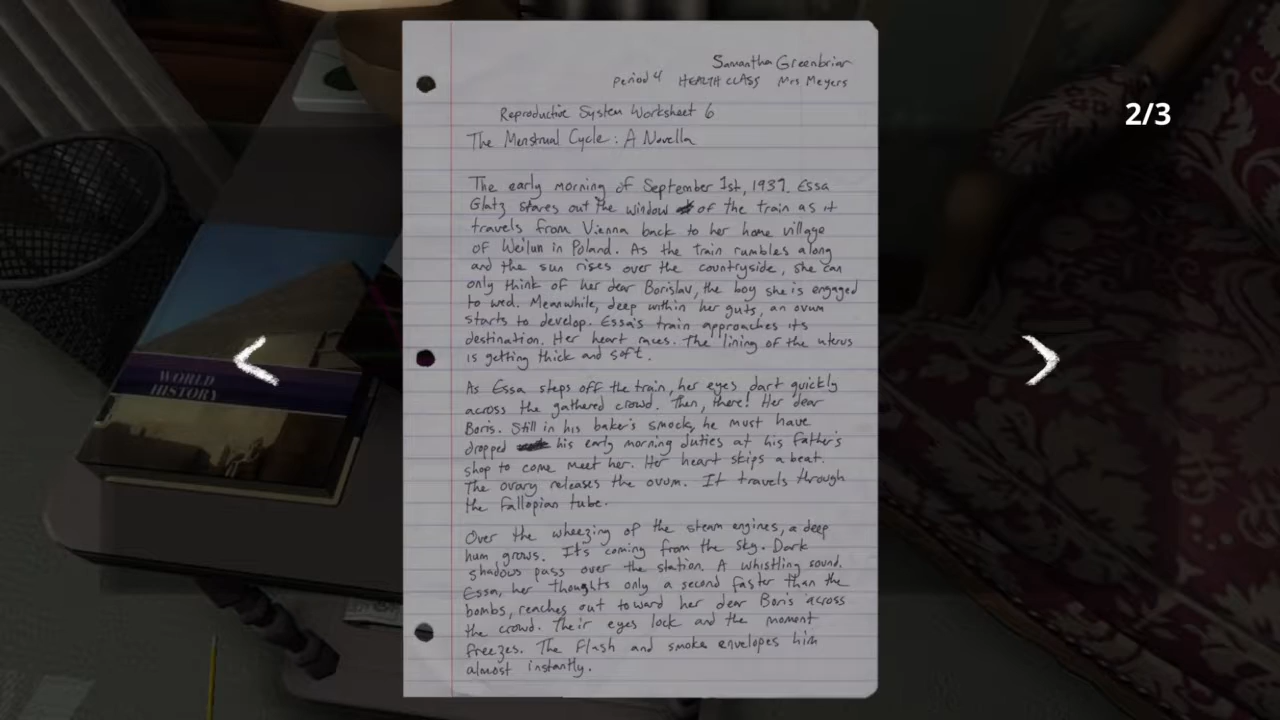 Samantha Greenbriar
period 4 HEALTH CLASS Mrs Meyers
2/3
Reproductive System Worksheet 6
The Menstrual Cycle: A Novella
The early morning of September 1st, 1939. Essa
Glatz stares out the window of the train as it
travels from Vienna back to her home village
of Weilun in Poland. As the train rumbles along
and the sun rises over the countryside, she can
only think of her dear Borislav, the boy she is engaged
to wed. Meanwhile, deep within her guts, an ovum
starts to develop. Essa's train approaches its
destination. Her heart races. The lining of the uterus
is getting thick and soft.
As Essa steps off the train, her eyes dart quickly
across the gathered crowd. Then, there! Her dear
Boris. Still in his baker's smock, he must have
dropped his early morning duties at his father's
shop to come meet her. Her heart skips a beat.
The ovary releases the ovum. It travels through
the Fallopian tube.
Over the wheezing of the steam engines, a deep
hum grows. It's coming from the sky. Dark
shadows pass over the station. A whistling sound.
Essa, her thoughts only a second faster than the
bombs, reaches out toward her dear Boris across
the crowd. Their eyes lock and the moment
freezes. The flash and smoke envelopes him
almost instantly.
WORLD
HISTORY